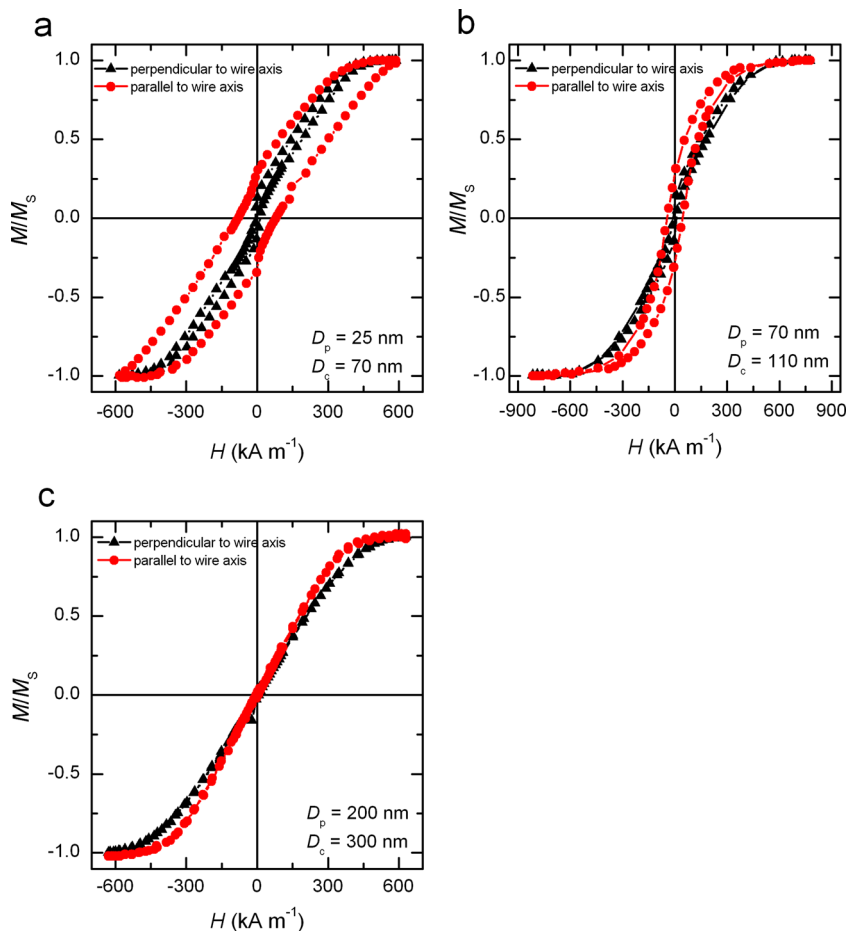 a
perpendicular to wire axis
parallel to wire axis
1.0
0.5
0.0
-0.5
-1.0
M/Ms
Dp = 25 nm
Dc = 70 nm
-600 -300 0 300 600
H (kA m-1)
b
perpendicular to wire axis
parallel to wire axis
1.0
0.5
0.0
-0.5
-1.0
M/Ms
Dp = 70 nm
Dc = 110 nm
-900 -600 -300 0 300 600 900
H (kA m-1)
c
perpendicular to wire axis
parallel to wire axis
1.0
0.5
0.0
-0.5
-1.0
M/Ms
Dp = 200 nm
Dc = 300 nm
-600 -300 0 300 600
H (kA m-1)